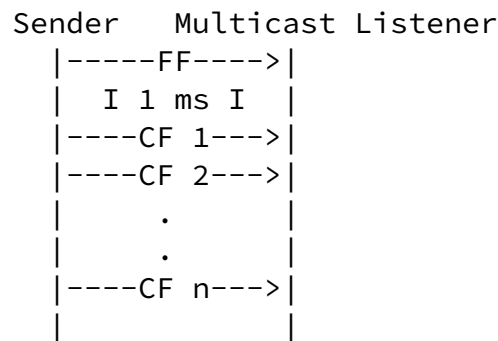 Sender   Multicast Listener
  |-----FF---->|
  |  I 1 ms I  |
  |----CF 1--->|
  |----CF 2--->|
  |     .      |
  |     .      |
  |----CF n--->|
  |            |